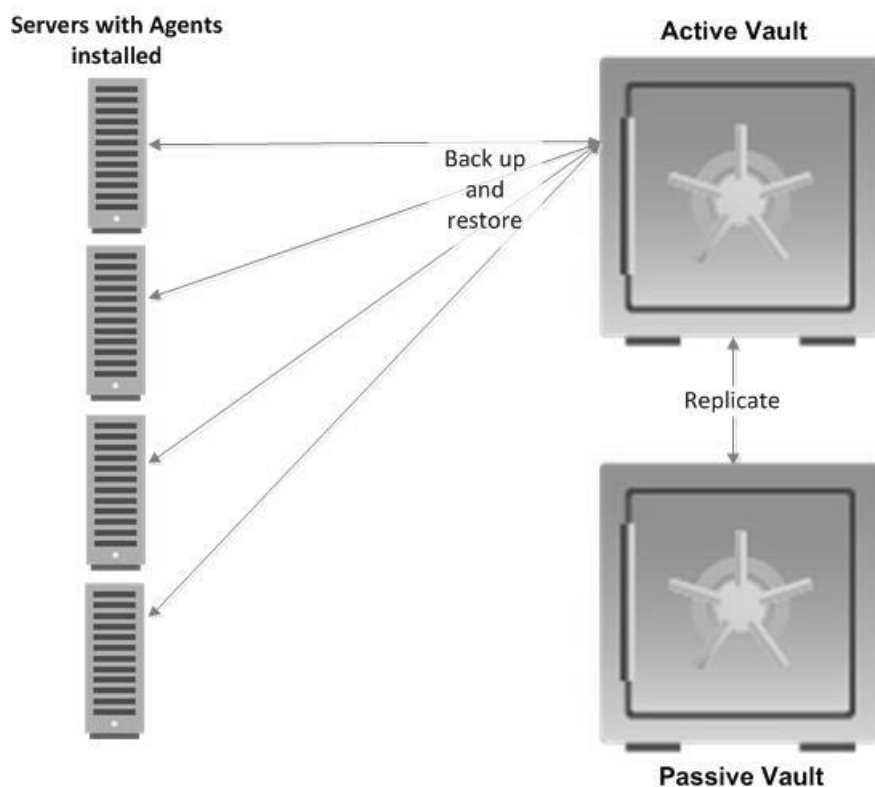 Servers with Agents
installed
Active Vault
Back up
and
restore
Replicate
Passive Vault